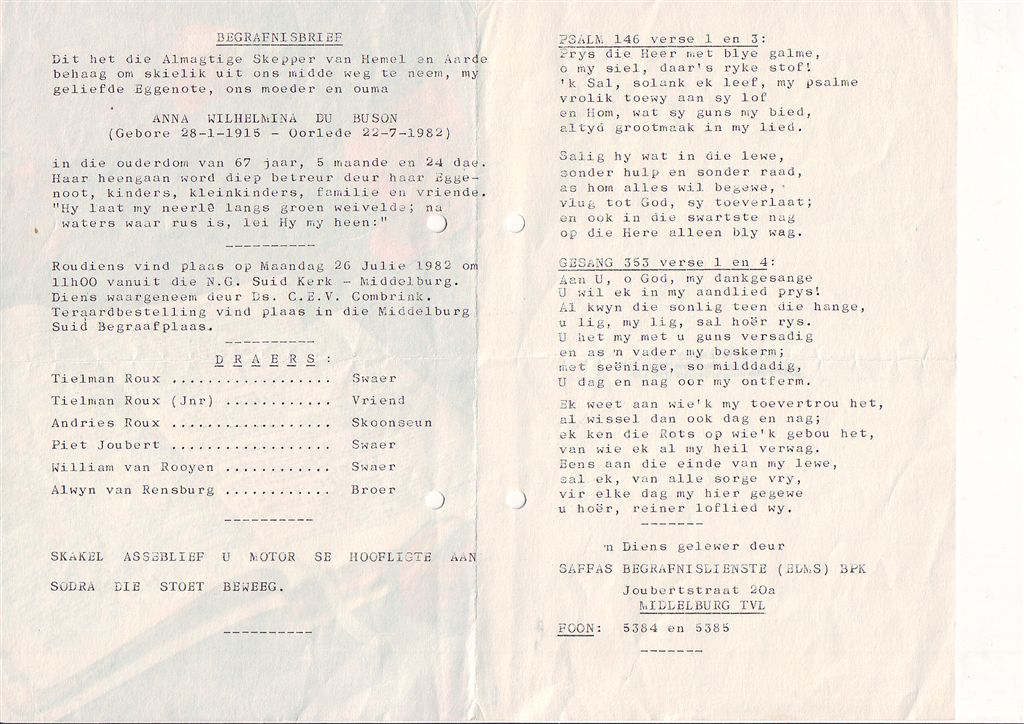 BEGRAFNISBRIEF
Dit het die Almagtige Skepper van Hemel en Aarde
behaag om skielik uit ons midde weg te neem, my
geliefde Eggenote, ons moeder en ouma
ANNA WILHELMINA DU BUSON
(Gebore 28-1-1915 - Oorlede 22-7-1982)
in die ouderdom van 67 jaar, 5 maande en 24 dae.
Haar heengaan word diep betreur deur haar Egge-
noot, kinders, kleinkinders, familie en vriende.
"Hy laat my neerlê langs groen weivelde; na
waters waar rus is, lei Hy my heen:"
----------
Roudiens vind plaas op Maandag 26 Julie 1982 om
11h00 vanuit die N.G. Suid Kerk - Middelburg.
Diens waargeneem deur Ds. C.E.V. Combrink.
Teraardbestelling vind plaas in die Middelburg
Suid Begraafplaas.
----------
D R A E R S :
Tielman Roux .................. Swaer
Tielman Roux (Jnr) ............ Vriend
Andries Roux .................. Skoonseun
Piet Joubert .................. Swaer
William van Rooyen ............ Swaer
Alwyn van Rensburg ............ Broer
----------
SKAKEL ASSEBLIEF U MOTOR SE HOOFLIGTE AAN
SODRA DIE STOET BEWEEG.
----------
PSALM 146 verse 1 en 3:
Prys die Heer met blye galme,
o my siel, daar's ryke stof!
'k Sal, solank ek leef, my psalme
vrolik toewy aan sy lof
en Hom, wat sy guns my bied,
altyd grootmaak in my lied.
Salig hy wat in die lewe,
sonder hulp en sonder raad,
as hom alles wil begewe,
vlug tot God, sy toeverlaat;
en ook in die swartste nag
op die Here alleen bly wag.
GESANG 353 verse 1 en 4:
Aan U, o God, my dankgesange
U wil ek in my aandlied prys!
Al kwyn die sonlig teen die hange,
u lig, my lig, sal hoër rys.
U het my met u guns versadig
en as 'n vader my beskerm;
met seëninge, so milddadig,
U dag en nag oor my ontferm.
Ek weet aan wie'k my toevertrou het,
al wissel dan ook dag en nag;
ek ken die Rots op wie'k gebou het,
van wie ek al my heil verwag.
Eens aan die einde van my lewe,
sal ek, van alle sorge vry,
vir elke dag my hier gegewe
u hoër, reiner loflied wy.
-------
'n Diens gelewer deur
SAFFAS BEGRAFNISDIENSTE (EDMS) BPK
Joubertstraat 20a
MIDDELBURG TVL
FOON: 5384 en 5385
-------